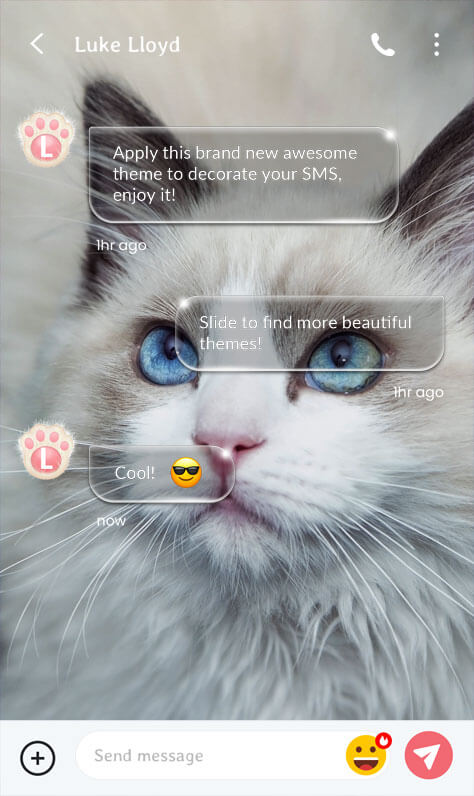 Luke Lloyd
L
Apply this brand new awesome
theme to decorate your SMS,
enjoy it!
1hr ago
Slide to find more beautiful
themes!
1hr ago
L
Cool! 😎
now
Send message